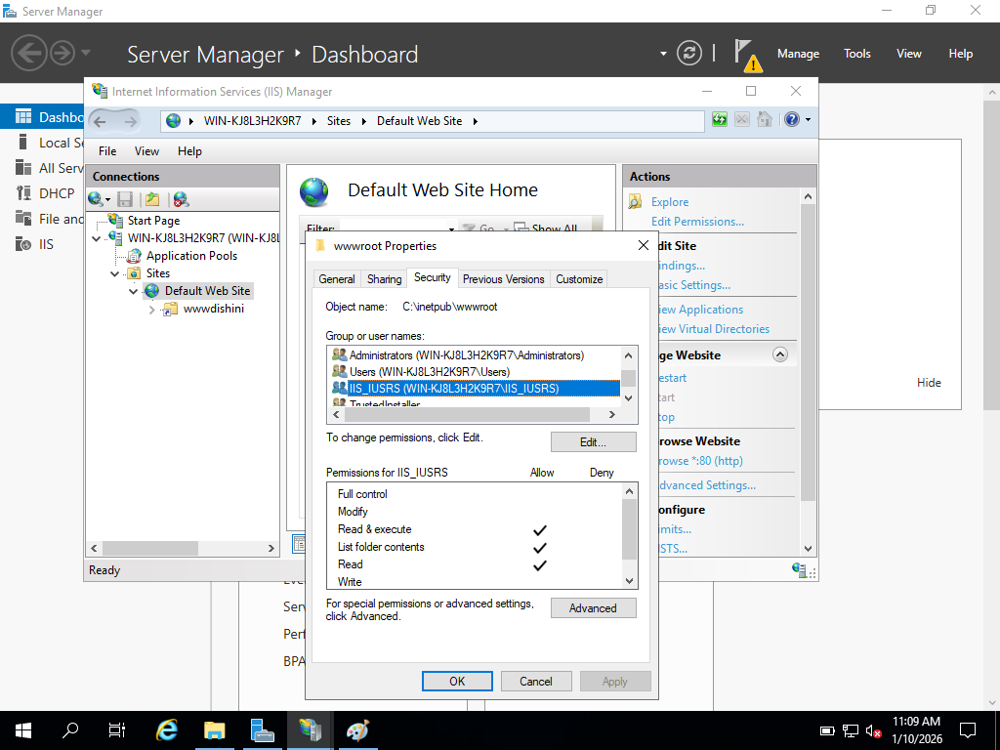 Server Manager
Server Manager • Dashboard
Manage
Tools
View
Help
Internet Information Services (IIS) Manager
WIN-KJ8L3H2K9R7
Sites
Default Web Site
File
View
Help
Dashbo
Local Se
All Serv
DHCP
File and
IIS
Connections
Start Page
WIN-KJ8L3H2K9R7 (WIN-KJ8L
Application Pools
Sites
Default Web Site
wwwdishini
Ready
Default Web Site Home
Filter:
Go
Show All
Actions
Explore
Edit Permissions...
dit Site
indings...
asic Settings...
iew Applications
iew Virtual Directories
ge Website
estart
tart
top
rowse Website
rowse *:80 (http)
dvanced Settings...
onfigure
imits...
STS...
Hide
wwwroot Properties
General
Sharing
Security
Previous Versions
Customize
Object name: C:\inetpub\wwwroot
Group or user names:
Administrators (WIN-KJ8L3H2K9R7\Administrators)
Users (WIN-KJ8L3H2K9R7\Users)
IIS_IUSRS (WIN-KJ8L3H2K9R7\IIS_IUSRS)
TrustedInstaller
To change permissions, click Edit.
Edit...
Permissions for IIS_IUSRS
Allow
Deny
Full control
Modify
Read & execute
List folder contents
Read
Write
For special permissions or advanced settings,
click Advanced.
Advanced
OK
Cancel
Apply
Serv
Perf
BPA
11:09 AM
1/10/2026